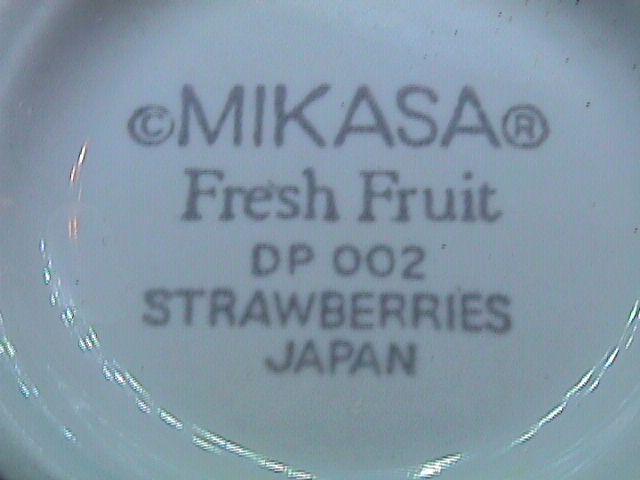 ©MIKASA®
Fresh Fruit
DP 002
STRAWBERRIES
JAPAN